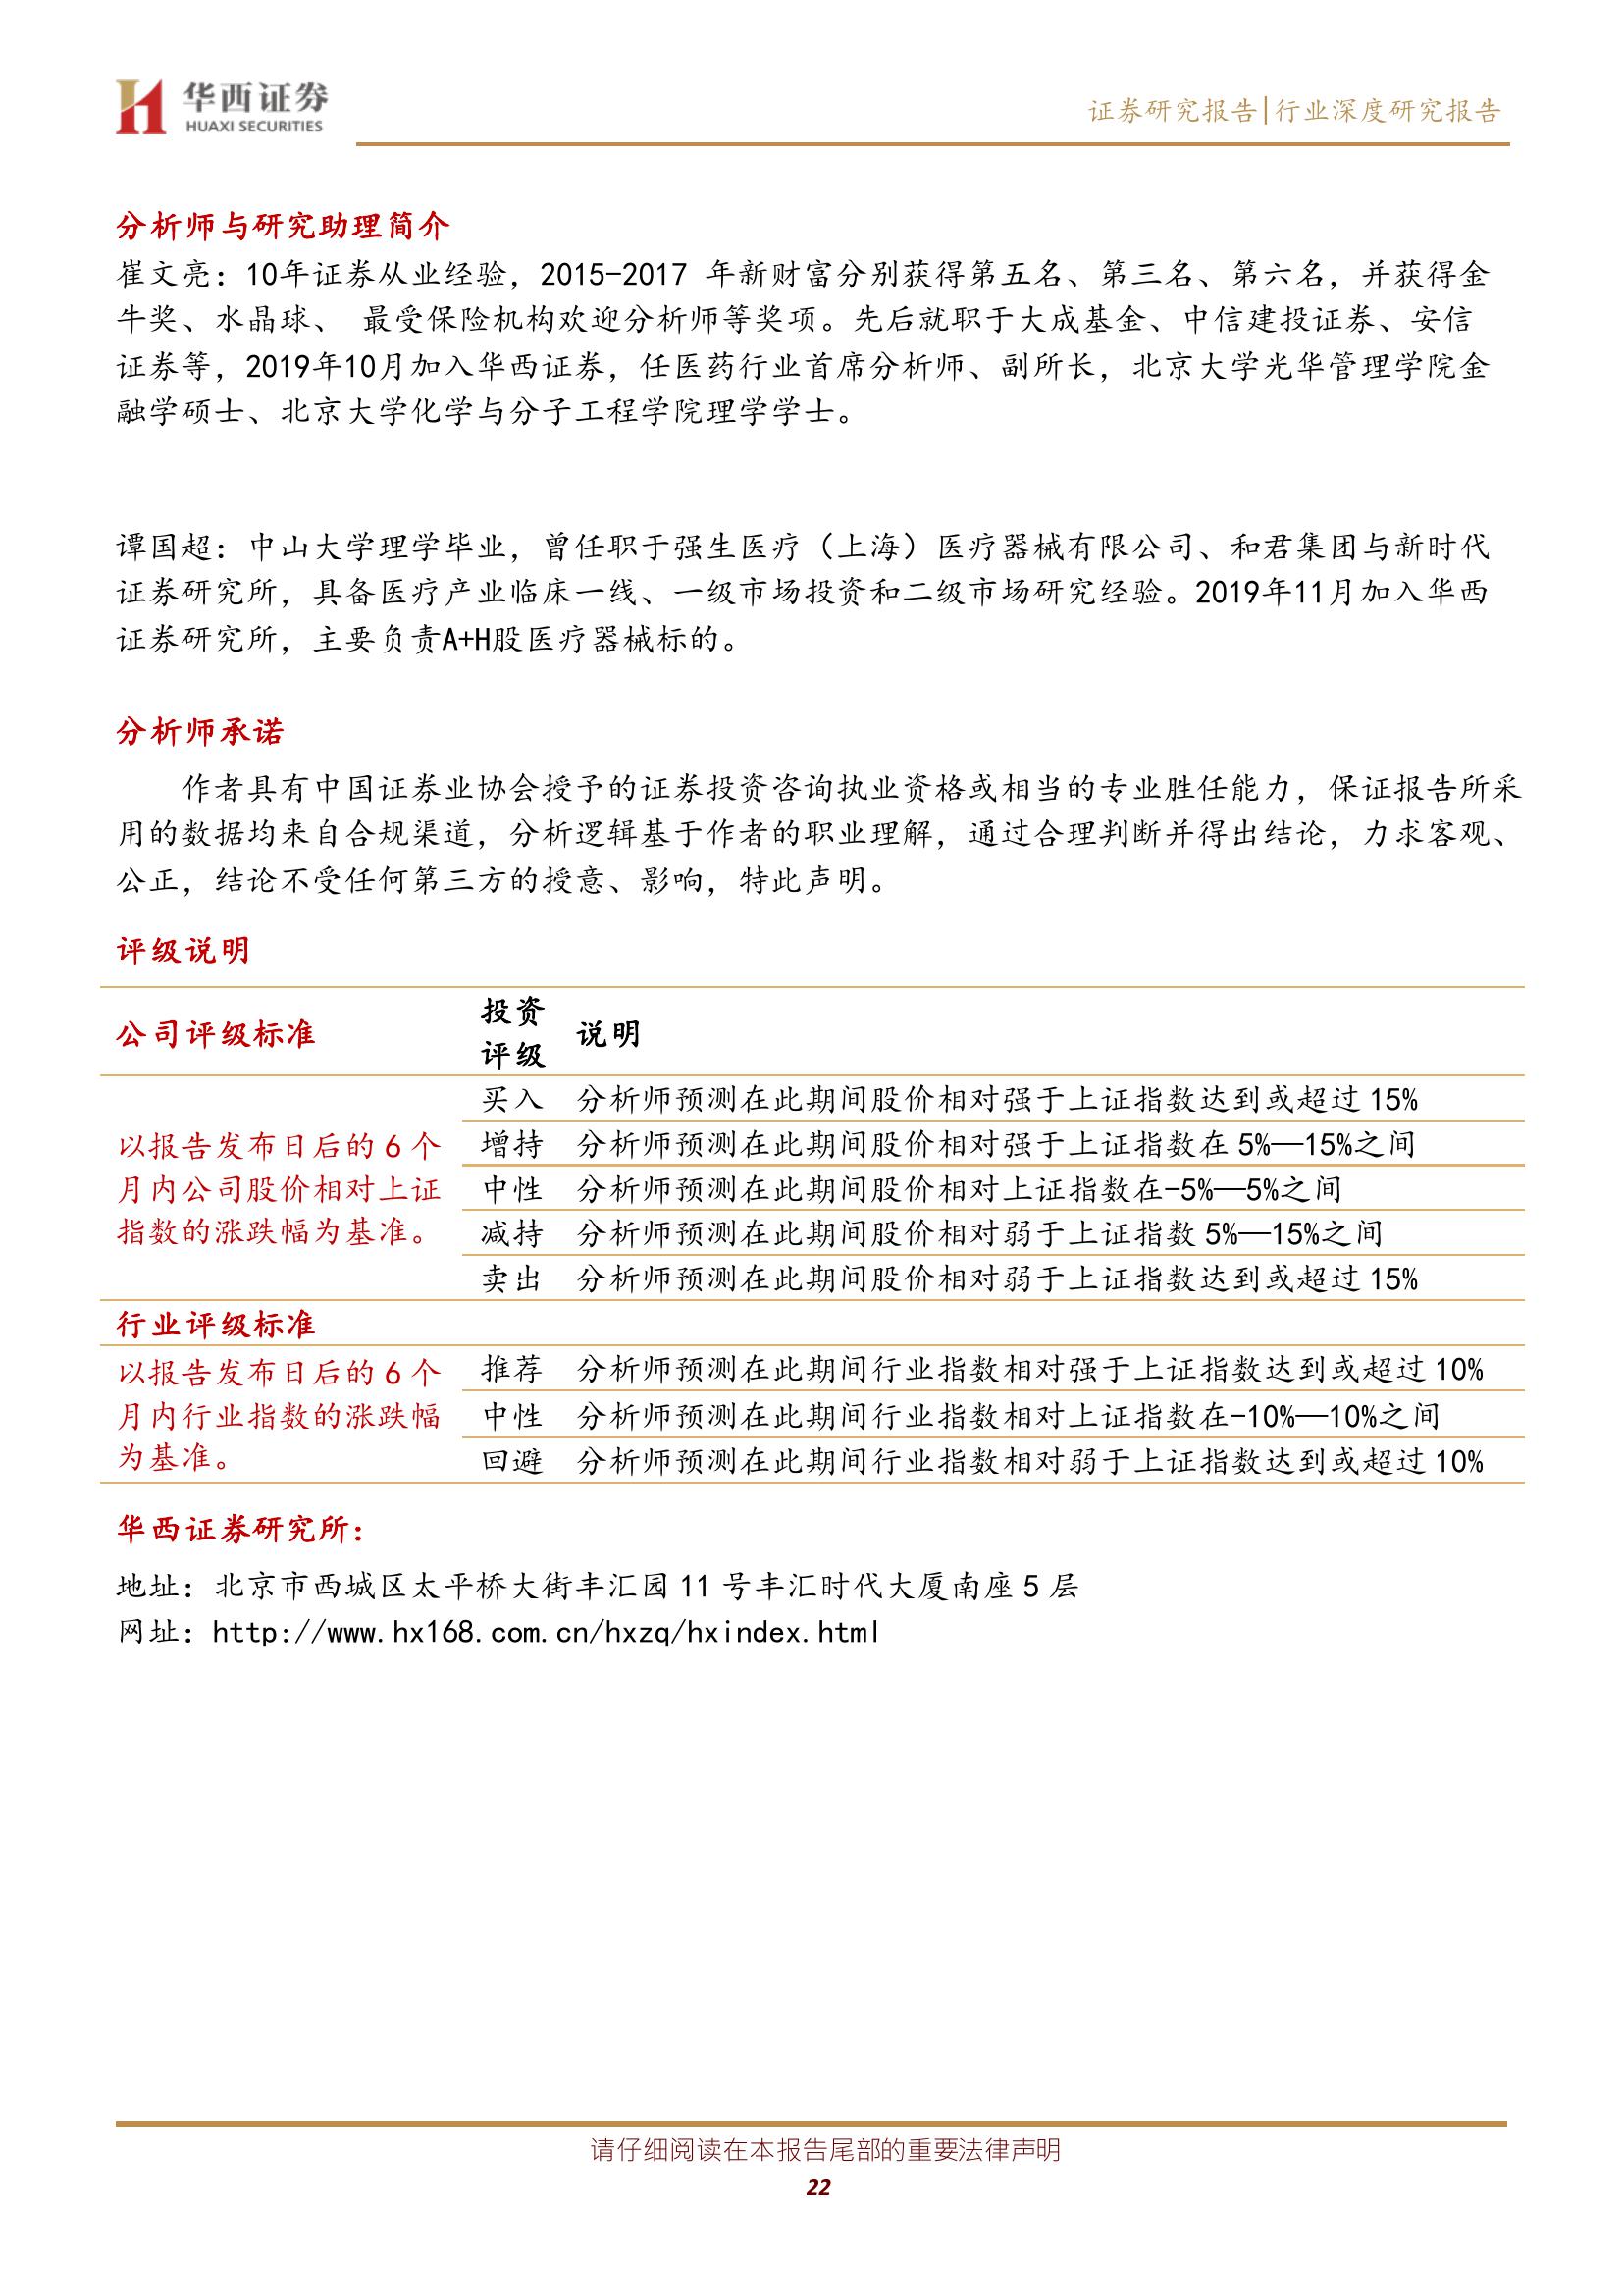 华西证券
HUAXI SECURITIES
证券研究报告|行业深度研究报告
分析师与研究助理简介
崔文亮：10年证券从业经验，2015-2017 年新财富分别获得第五名、第三名、第六名，并获得金
牛奖、水晶球、 最受保险机构欢迎分析师等奖项。先后就职于大成基金、中信建投证券、安信
证券等，2019年10月加入华西证券，任医药行业首席分析师、副所长，北京大学光华管理学院金
融学硕士、北京大学化学与分子工程学院理学学士。
谭国超：中山大学理学毕业，曾任职于强生医疗（上海）医疗器械有限公司、和君集团与新时代
证券研究所，具备医疗产业临床一线、一级市场投资和二级市场研究经验。2019年11月加入华西
证券研究所，主要负责A+H股医疗器械标的。
分析师承诺
作者具有中国证券业协会授予的证券投资咨询执业资格或相当的专业胜任能力，保证报告所采
用的数据均来自合规渠道，分析逻辑基于作者的职业理解，通过合理判断并得出结论，力求客观、
公正，结论不受任何第三方的授意、影响，特此声明。
评级说明
公司评级标准
投资
评级
说明
以报告发布日后的 6 个
月内公司股价相对上证
指数的涨跌幅为基准。
买入 分析师预测在此期间股价相对强于上证指数达到或超过 15%
增持 分析师预测在此期间股价相对强于上证指数在 5%—15%之间
中性 分析师预测在此期间股价相对上证指数在-5%—5%之间
减持 分析师预测在此期间股价相对弱于上证指数 5%—15%之间
卖出 分析师预测在此期间股价相对弱于上证指数达到或超过 15%
行业评级标准
以报告发布日后的 6 个
月内行业指数的涨跌幅
为基准。
推荐 分析师预测在此期间行业指数相对强于上证指数达到或超过 10%
中性 分析师预测在此期间行业指数相对上证指数在-10%—10%之间
回避 分析师预测在此期间行业指数相对弱于上证指数达到或超过 10%
华西证券研究所：
地址：北京市西城区太平桥大街丰汇园 11 号丰汇时代大厦南座 5 层
网址：http://www.hx168.com.cn/hxzq/hxindex.html
请仔细阅读在本报告尾部的重要法律声明
22